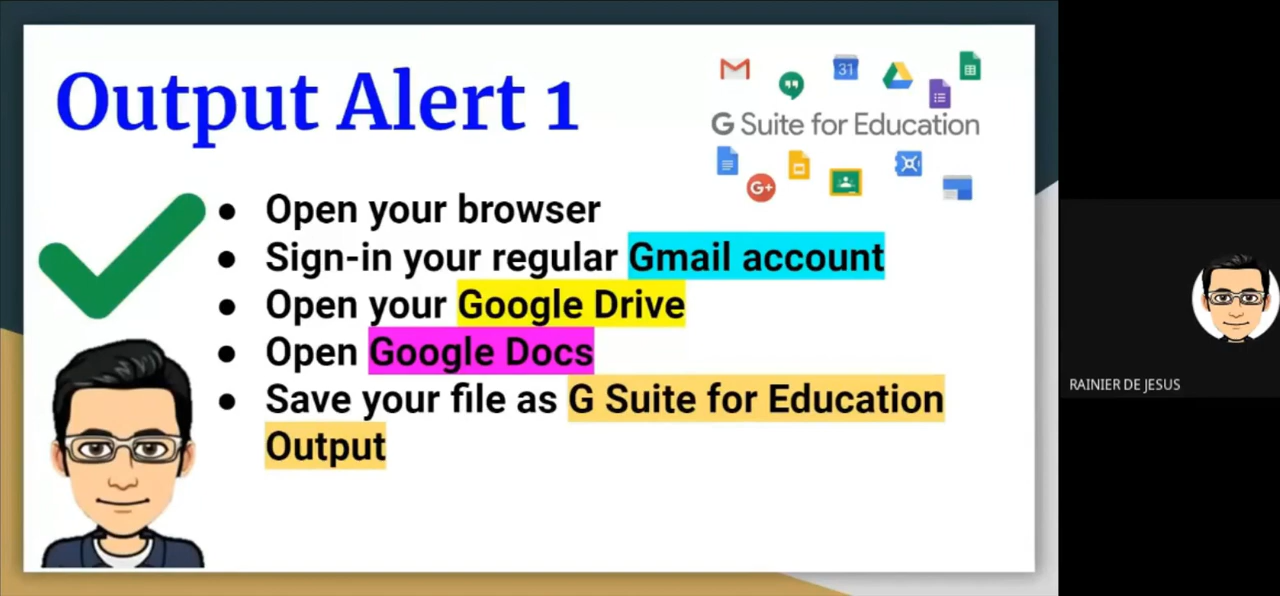 Output Alert 1
31
G Suite for Education
G+
● Open your browser
● Sign-in your regular Gmail account
● Open your Google Drive
● Open Google Docs
● Save your file as G Suite for Education
Output
RAINIER DE JESUS